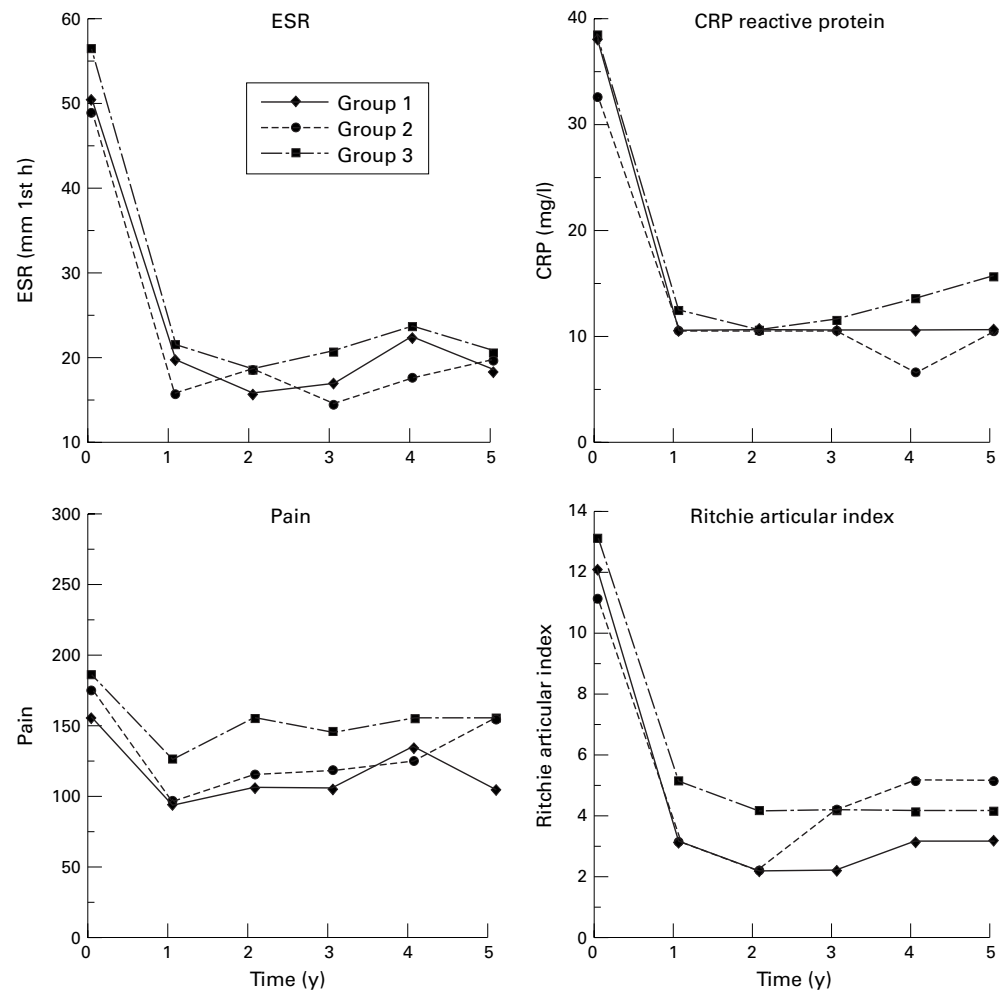 ESR
60
50
40
30
20
10
ESR (mm 1st h)
Group 1
Group 2
Group 3
0 1 2 3 4 5
CRP reactive protein
40
30
20
10
0
CRP (mg/l)
0 1 2 3 4 5
Pain
300
250
200
150
100
50
0
Pain
0 1 2 3 4 5
Time (y)
Ritchie articular index
14
12
10
8
6
4
2
0
Ritchie articular index
0 1 2 3 4 5
Time (y)